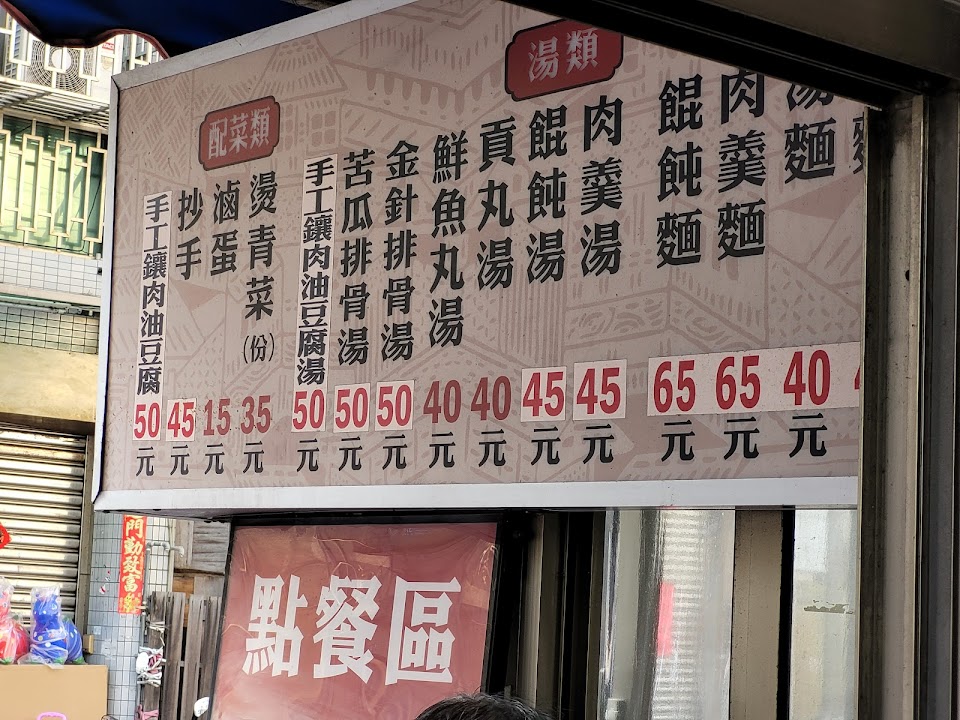 湯麵
40元
肉羹麵
65元
餛飩麵
65元
湯類
肉羹湯
45元
餛飩湯
45元
貢丸湯
40元
鮮魚丸湯
40元
金針排骨湯
50元
苦瓜排骨湯
50元
手工鑲肉油豆腐湯
50元
配菜類
燙青菜(份)
35元
滷蛋
15元
抄手
45元
手工鑲肉油豆腐
50元
點餐區
門動致富